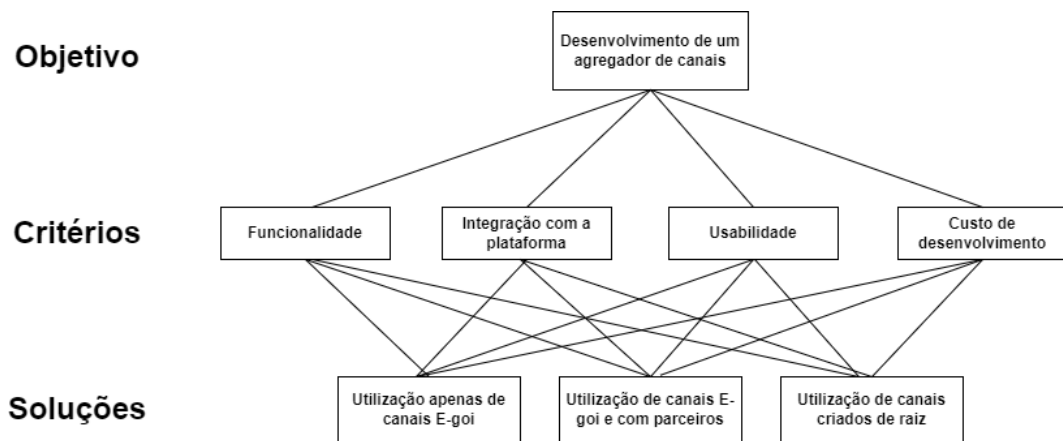 Objetivo
Desenvolvimento de um
agregador de canais
Critérios
Funcionalidade
Integração com a
plataforma
Usabilidade
Custo de
desenvolvimento
Soluções
Utilização apenas de
canais E-goi
Utilização de canais E-
goi e com parceiros
Utilização de canais
criados de raiz